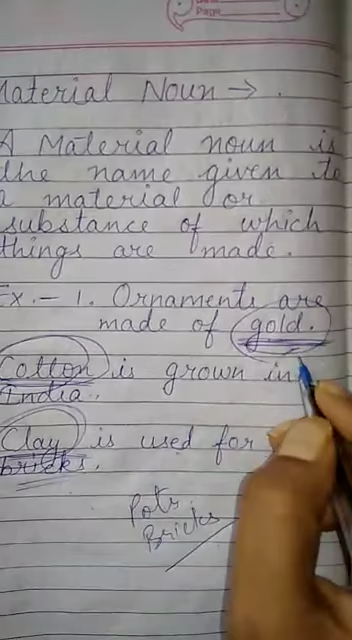 Page
Material Noun → .
A Material noun is
the name given to
a material or
substance of which
things are made.
Ex.- 1. Ornaments are
made of gold.
Cotton is grown in
India.
Clay is used for
bricks.
Pots
Bricks